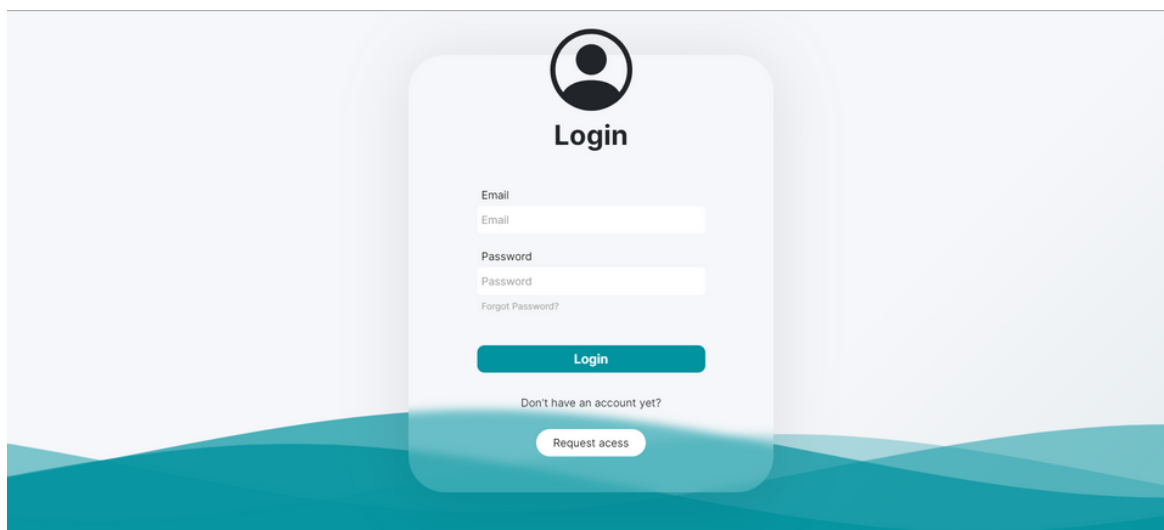 Login
Email
Email
Password
Password
Forgot Password?
Login
Don't have an account yet?
Request acess